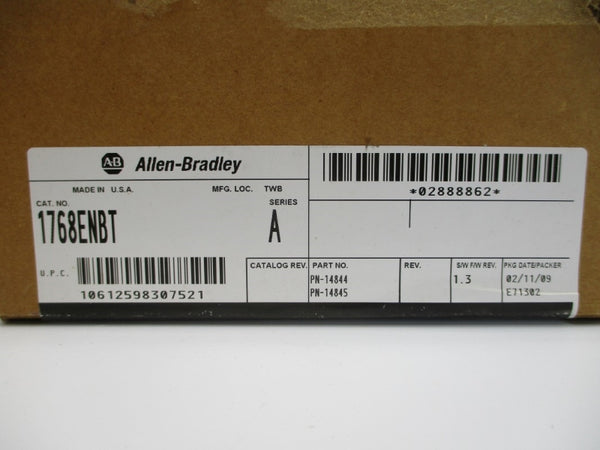 AB Allen-Bradley
*02888862*
MADE IN U.S.A. MFG. LOC. TWB
CAT. NO. SERIES
1768ENBT A
U.P.C.
10612598307521
CATALOG REV. PART NO. REV. S/W F/W REV. PKG DATE/PACKER
PN-14844 1.3 02/11/09
PN-14845 E71302